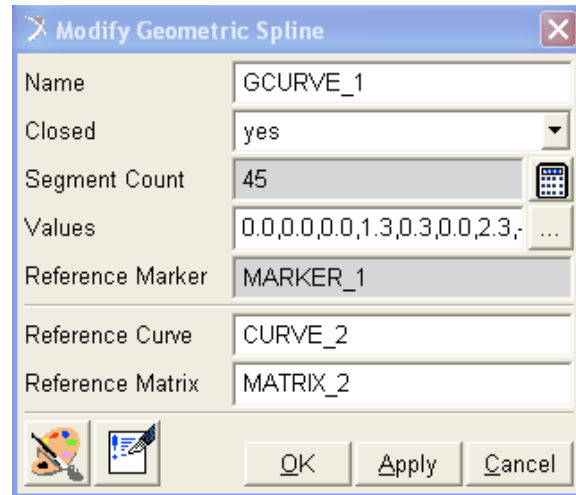 Modify Geometric Spline
Name GCURVE_1
Closed yes
Segment Count 45
Values 0.0,0.0,0.0,1.3,0.3,0.0,2.3,- ...
Reference Marker MARKER_1
Reference Curve CURVE_2
Reference Matrix MATRIX_2
OK Apply Cancel